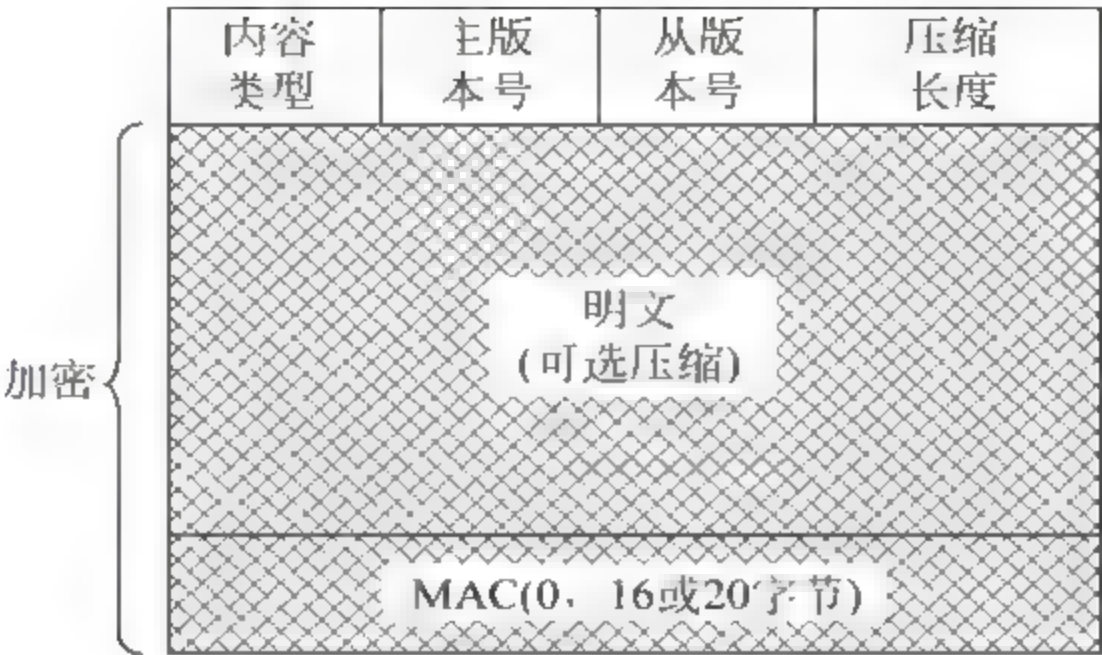 内容
类型
主版
本号
从版
本号
压缩
长度
明文
(可选压缩)
加密
MAC(0，16或20字节)